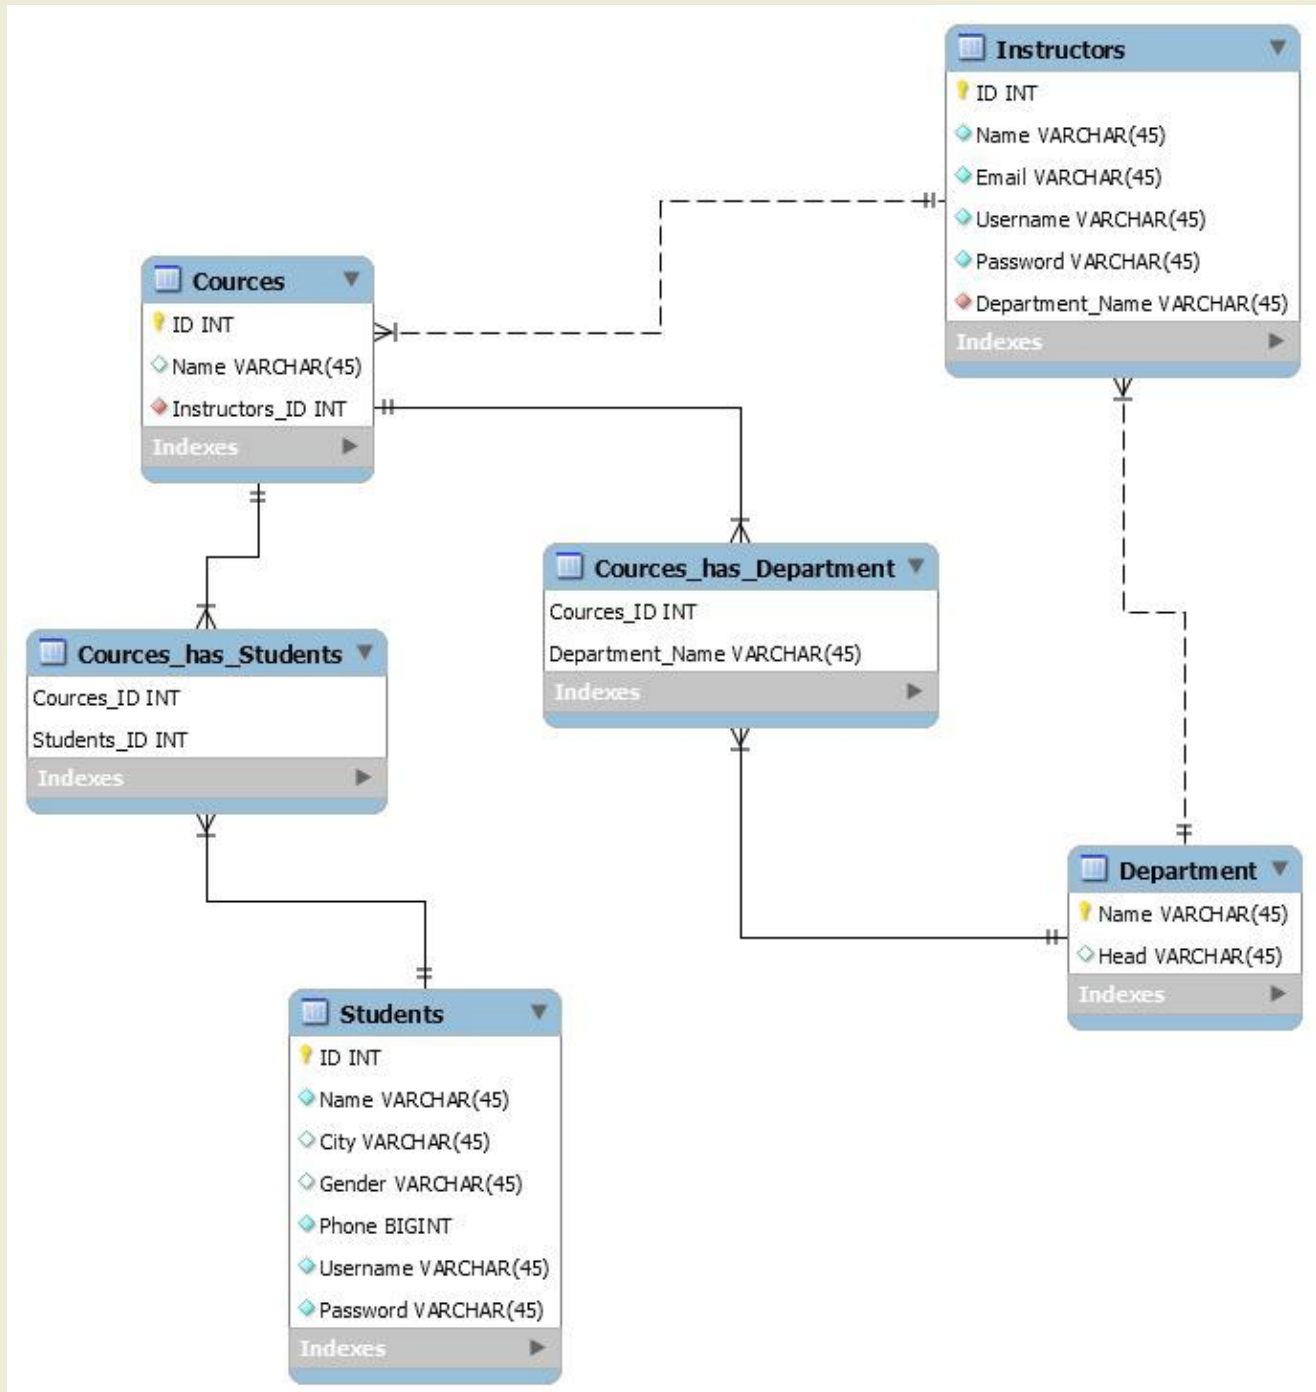 Instructors
ID INT
Name VARCHAR(45)
Email VARCHAR(45)
Username VARCHAR(45)
Password VARCHAR(45)
Department_Name VARCHAR(45)
Indexes
Cources
ID INT
Name VARCHAR(45)
Instructors_ID INT
Indexes
Cources_has_Department
Cources_ID INT
Department_Name VARCHAR(45)
Indexes
Cources_has_Students
Cources_ID INT
Students_ID INT
Indexes
Department
Name VARCHAR(45)
Head VARCHAR(45)
Indexes
Students
ID INT
Name VARCHAR(45)
City VARCHAR(45)
Gender VARCHAR(45)
Phone BIGINT
Username VARCHAR(45)
Password VARCHAR(45)
Indexes